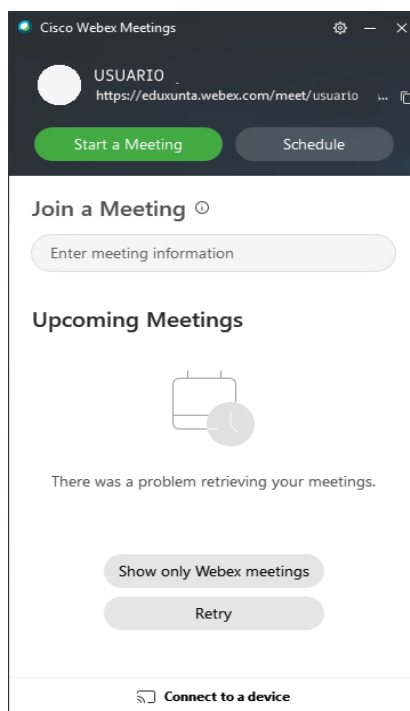 Cisco Webex Meetings
USUARIO
https://eduxunta.webex.com/meet/usuario ...
Start a Meeting
Schedule
Join a Meeting
Enter meeting information
Upcoming Meetings
There was a problem retrieving your meetings.
Show only Webex meetings
Retry
Connect to a device